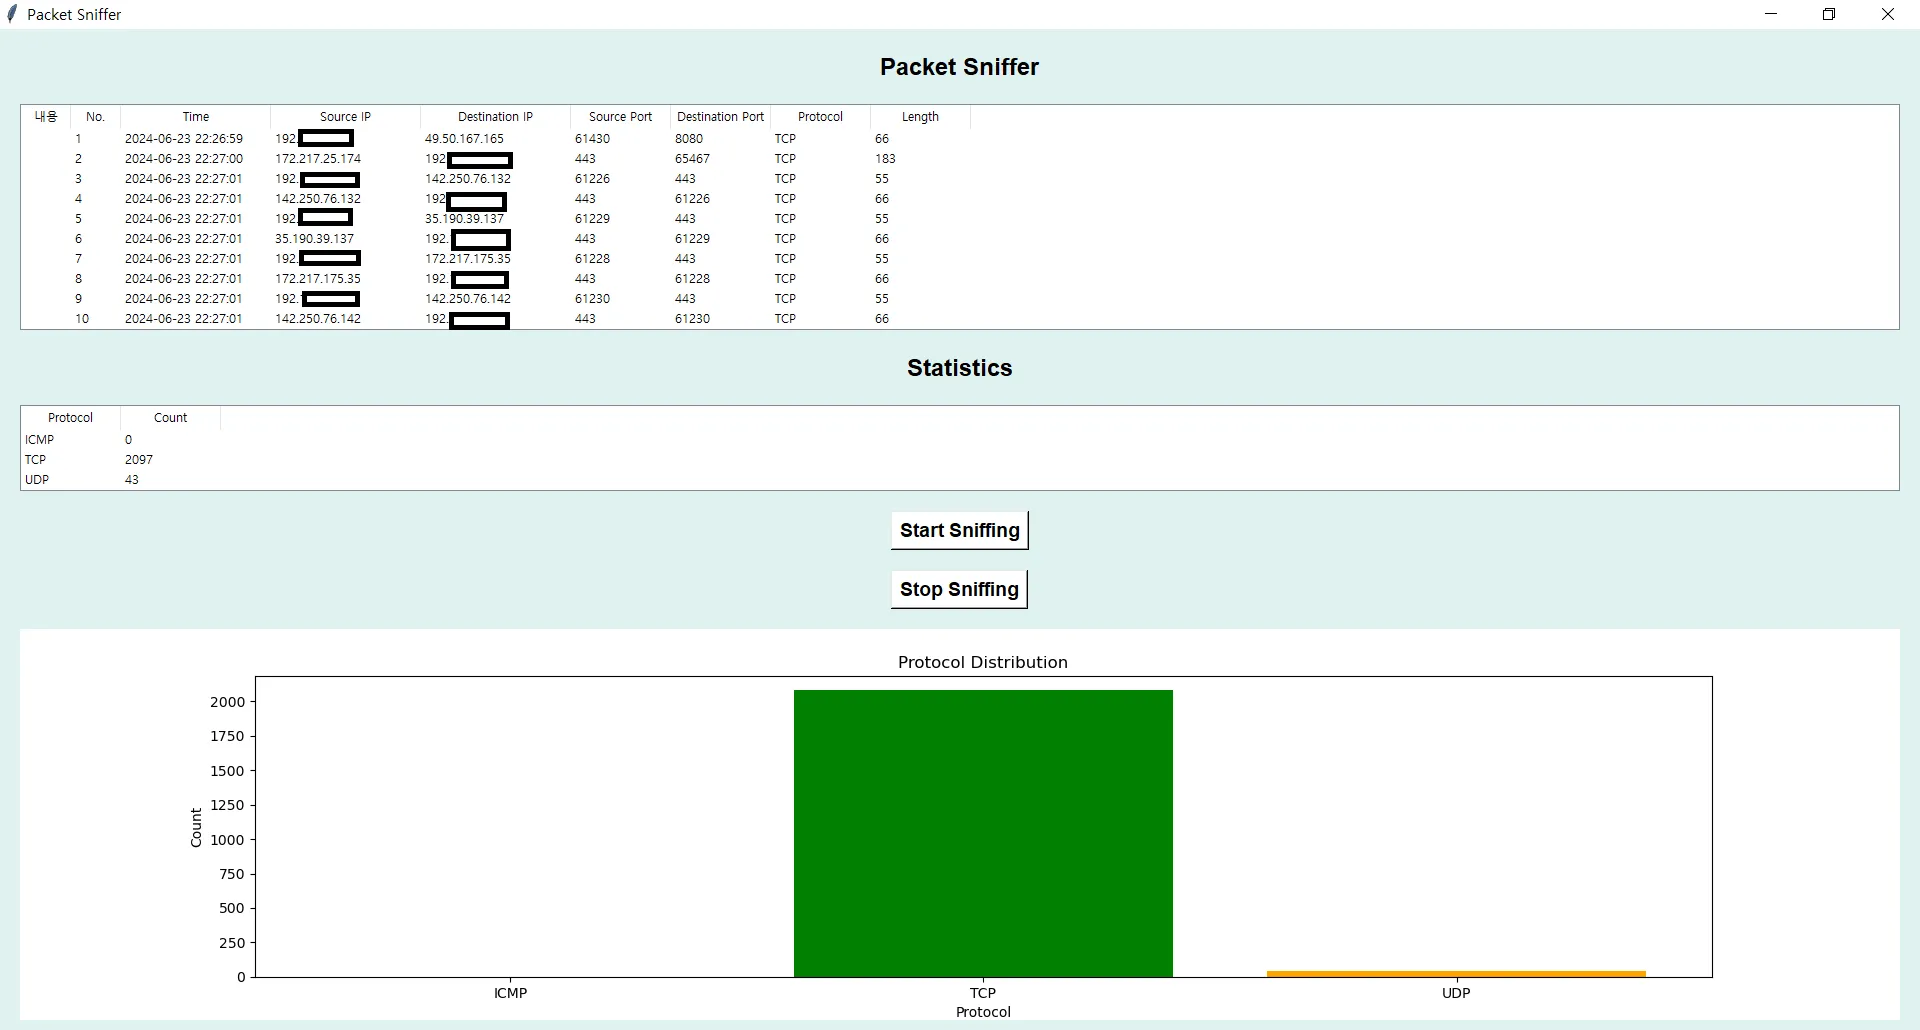 Packet Sniffer
Packet Sniffer
내용 No. Time Source IP Destination IP Source Port Destination Port Protocol Length
1 2024-06-23 22:26:59 192. 49.50.167.165 61430 8080 TCP 66
2 2024-06-23 22:27:00 172.217.25.174 192 443 65467 TCP 183
3 2024-06-23 22:27:01 192. 142.250.76.132 61226 443 TCP 55
4 2024-06-23 22:27:01 142.250.76.132 192 443 61226 TCP 66
5 2024-06-23 22:27:01 192. 35.190.39.137 61229 443 TCP 55
6 2024-06-23 22:27:01 35.190.39.137 192. 443 61229 TCP 66
7 2024-06-23 22:27:01 192. 172.217.175.35 61228 443 TCP 55
8 2024-06-23 22:27:01 172.217.175.35 192. 443 61228 TCP 66
9 2024-06-23 22:27:01 192. 142.250.76.142 61230 443 TCP 55
10 2024-06-23 22:27:01 142.250.76.142 192. 443 61230 TCP 66
Statistics
Protocol Count
ICMP 0
TCP 2097
UDP 43
Start Sniffing
Stop Sniffing
Protocol Distribution
2000
1750
1500
1250
1000
750
500
250
0
Count
ICMP TCP UDP
Protocol